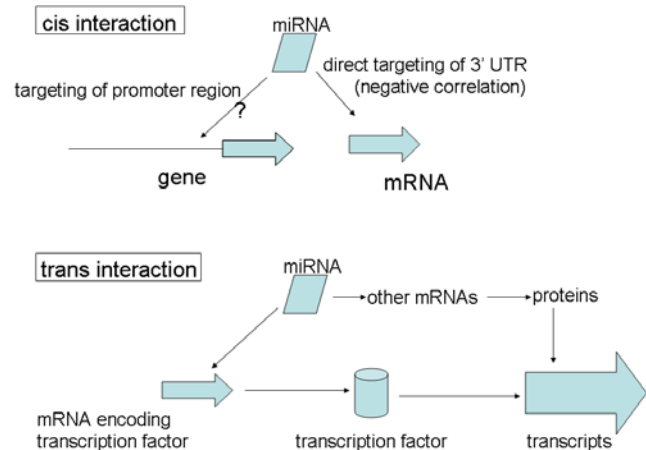 cis interaction
miRNA
direct targeting of 3' UTR
(negative correlation)
targeting of promoter region
?
gene
mRNA
trans interaction
miRNA
other mRNAs
proteins
mRNA encoding
transcription factor
transcription factor
transcripts